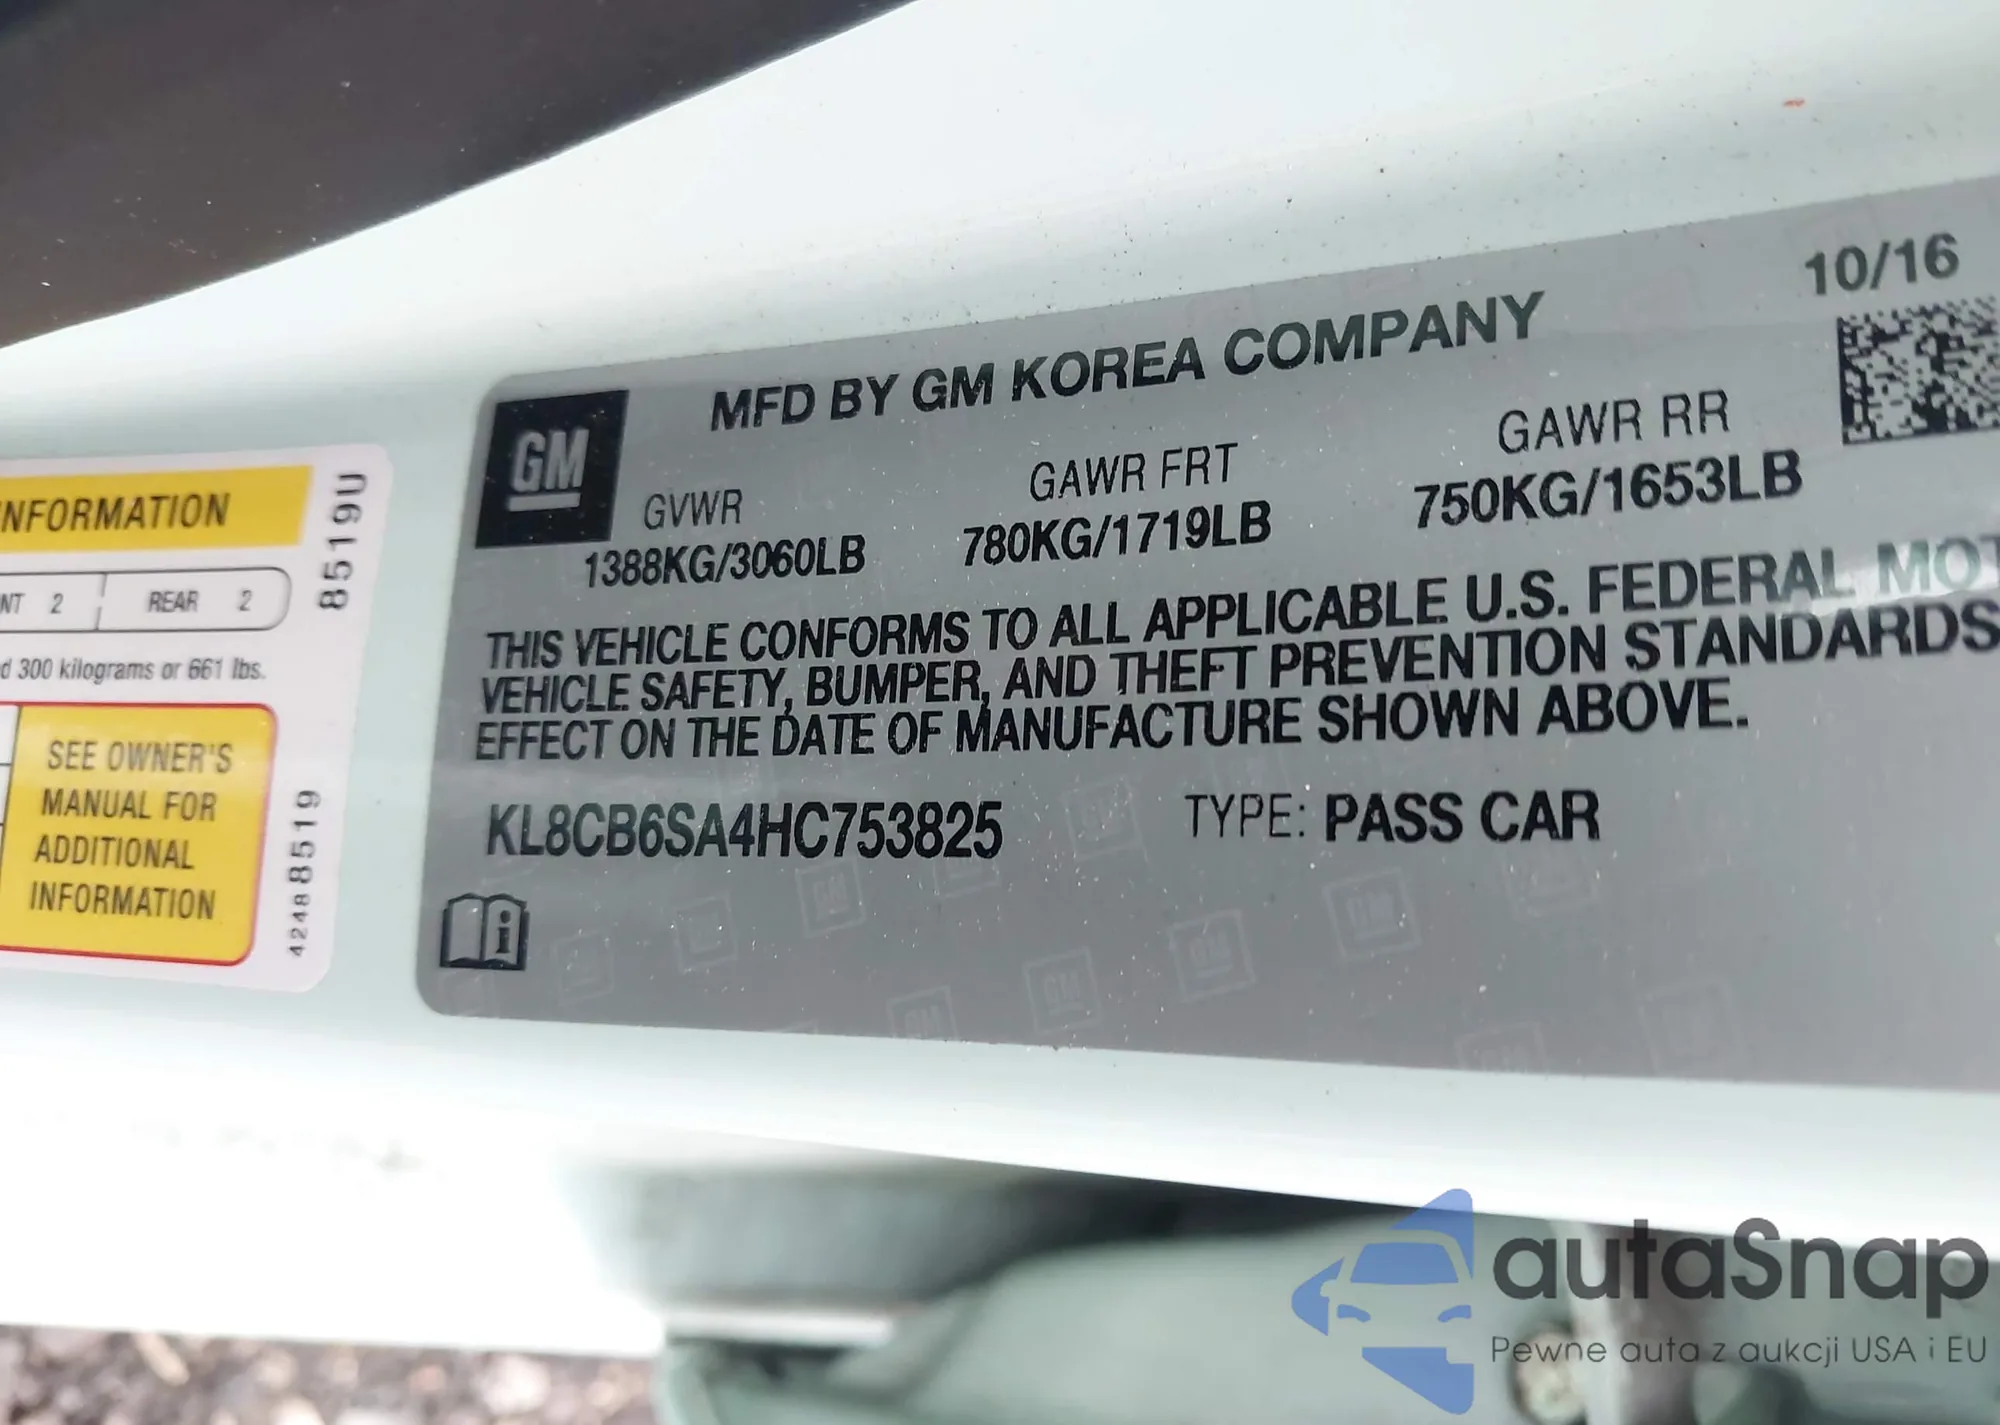 10/16
MFD BY GM KOREA COMPANY
GM
GVWR
GAWR FRT
GAWR RR
1388KG/3060LB
780KG/1719LB
750KG/1653LB
THIS VEHICLE CONFORMS TO ALL APPLICABLE U.S. FEDERAL MOT
VEHICLE SAFETY, BUMPER, AND THEFT PREVENTION STANDARDS
EFFECT ON THE DATE OF MANUFACTURE SHOWN ABOVE.
KL8CB6SA4HC753825
TYPE: PASS CAR
NFORMATION
NT 2
REAR 2
d 300 kilograms or 661 lbs.
SEE OWNER'S
MANUAL FOR
ADDITIONAL
INFORMATION
8519U
42488519
autaSnap
Pewne auta z aukcji USA i EU